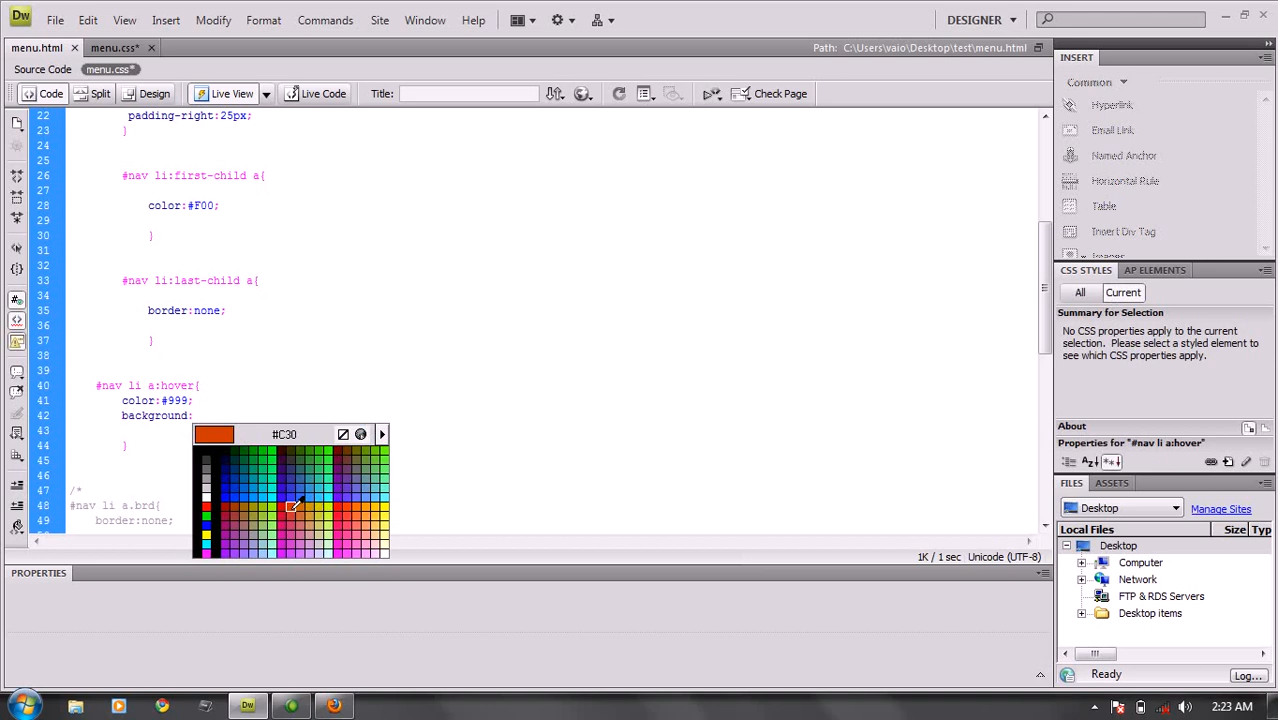 Dw File Edit View Insert Modify Format Commands Site Window Help DESIGNER
menu.html menu.css* Path: C:\Users\vaio\Desktop\test\menu.html
Source Code menu.css*
Code Split Design Live View Live Code Title: Check Page
22 padding-right:25px;
23 }
24
25
26 #nav li:first-child a{
27
28 color:#F00;
29
30 }
31
32
33 #nav li:last-child a{
34
35 border:none;
36
37 }
38
39
40 #nav li a:hover{
41 color:#999;
42 background:
43
44 }
45
46
47 /*
48 #nav li a.brd{
49 border:none;
#C30
1K / 1 sec Unicode (UTF-8)
PROPERTIES
INSERT
Common
Hyperlink
Email Link
Named Anchor
Horizontal Rule
Table
Insert Div Tag
Images
CSS STYLES AP ELEMENTS
All Current
Summary for Selection
No CSS properties apply to the current
selection. Please select a styled element to
see which CSS properties apply.
About
Properties for "#nav li a:hover"
Az↓ **↓
FILES ASSETS
Desktop Manage Sites
Local Files Size Typ
Desktop
Computer
Network
FTP & RDS Servers
Desktop items
Ready Log...
Dw 2:23 AM